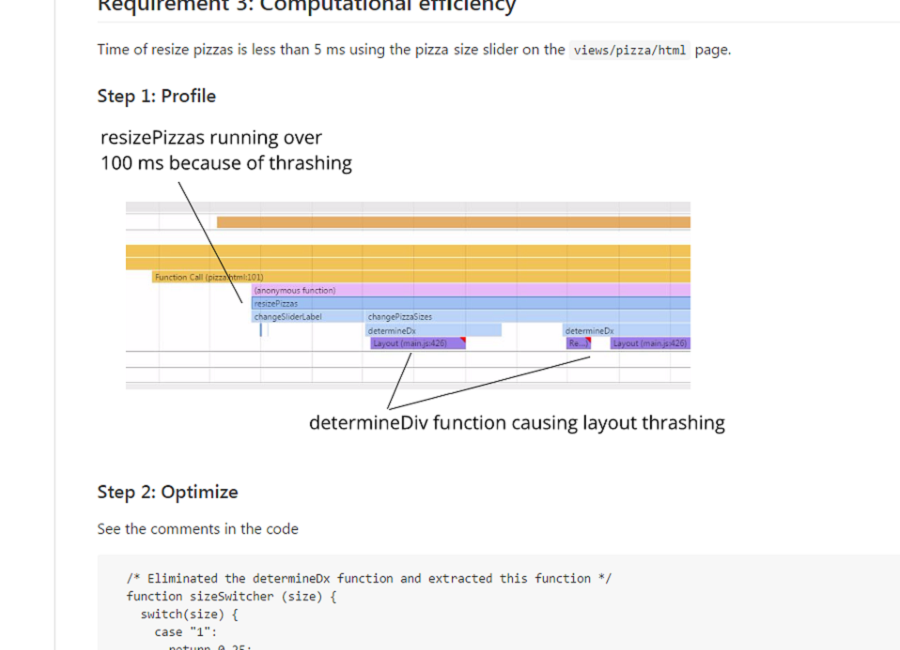 Requirement 3: Computational efficiency
Time of resize pizzas is less than 5 ms using the pizza size slider on the views/pizza/html page.
Step 1: Profile
resizePizzas running over
100 ms because of thrashing
Function Call (pizza.html:101)
(anonymous function)
resizePizzas
changeSliderLabel changePizzaSizes
determineDx determineDx
Layout (main.js:426) Re...) Layout (main.js:426)
determineDiv function causing layout thrashing
Step 2: Optimize
See the comments in the code
/* Eliminated the determineDx function and extracted this function */
function sizeSwitcher (size) {
switch(size) {
case "1":
return 0.25;